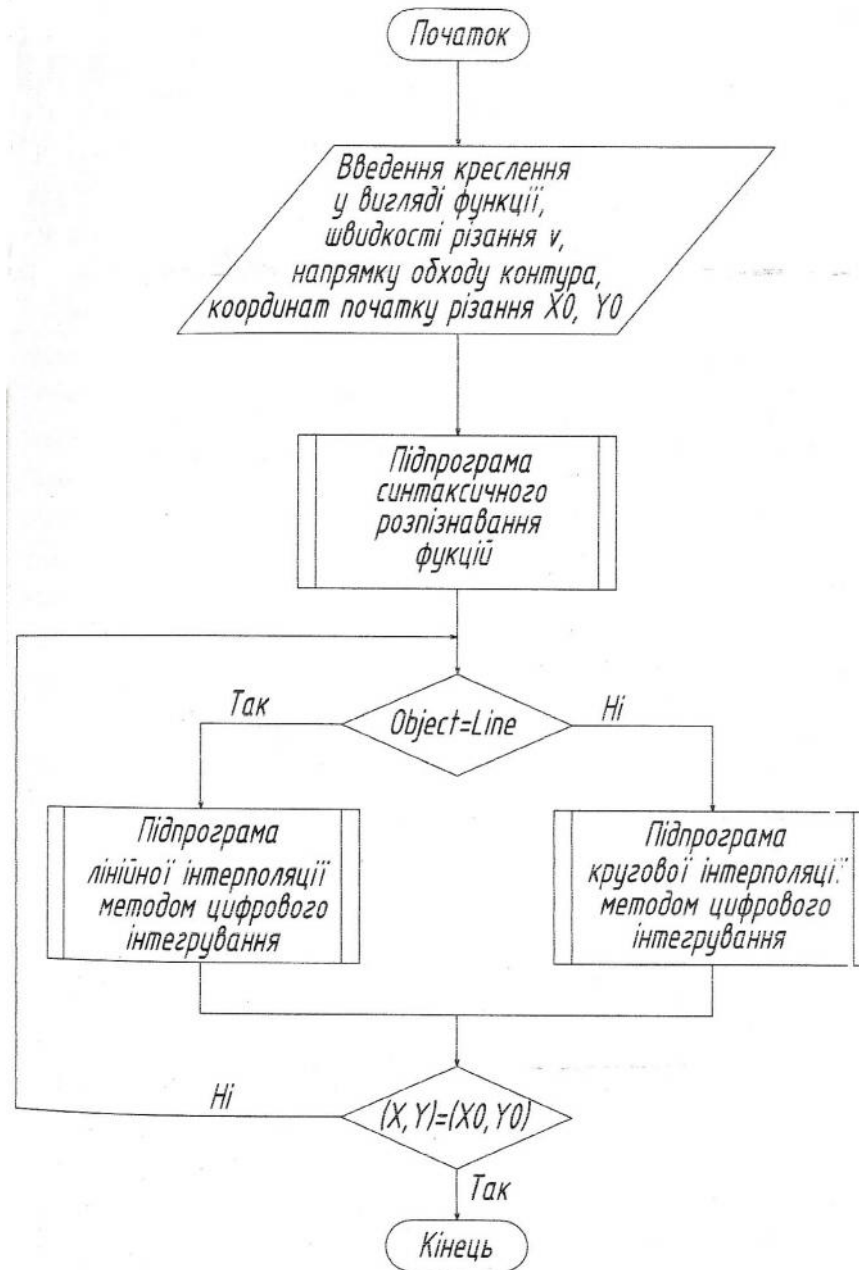 Початок
Введення креслення
у вигляді функції,
швидкості різання v,
напрямку обходу контура,
координат початку різання X0, Y0
Підпрограма
синтаксичного
розпізнавання
фукцій
Так
Object=Line
Ні
Підпрограма
лінійної інтерполяції
методом цифрового
інтегрування
Підпрограма
кругової інтерполяції
методом цифрового
інтегрування
Ні
(X,Y)=(X0,Y0)
Так
Кінець